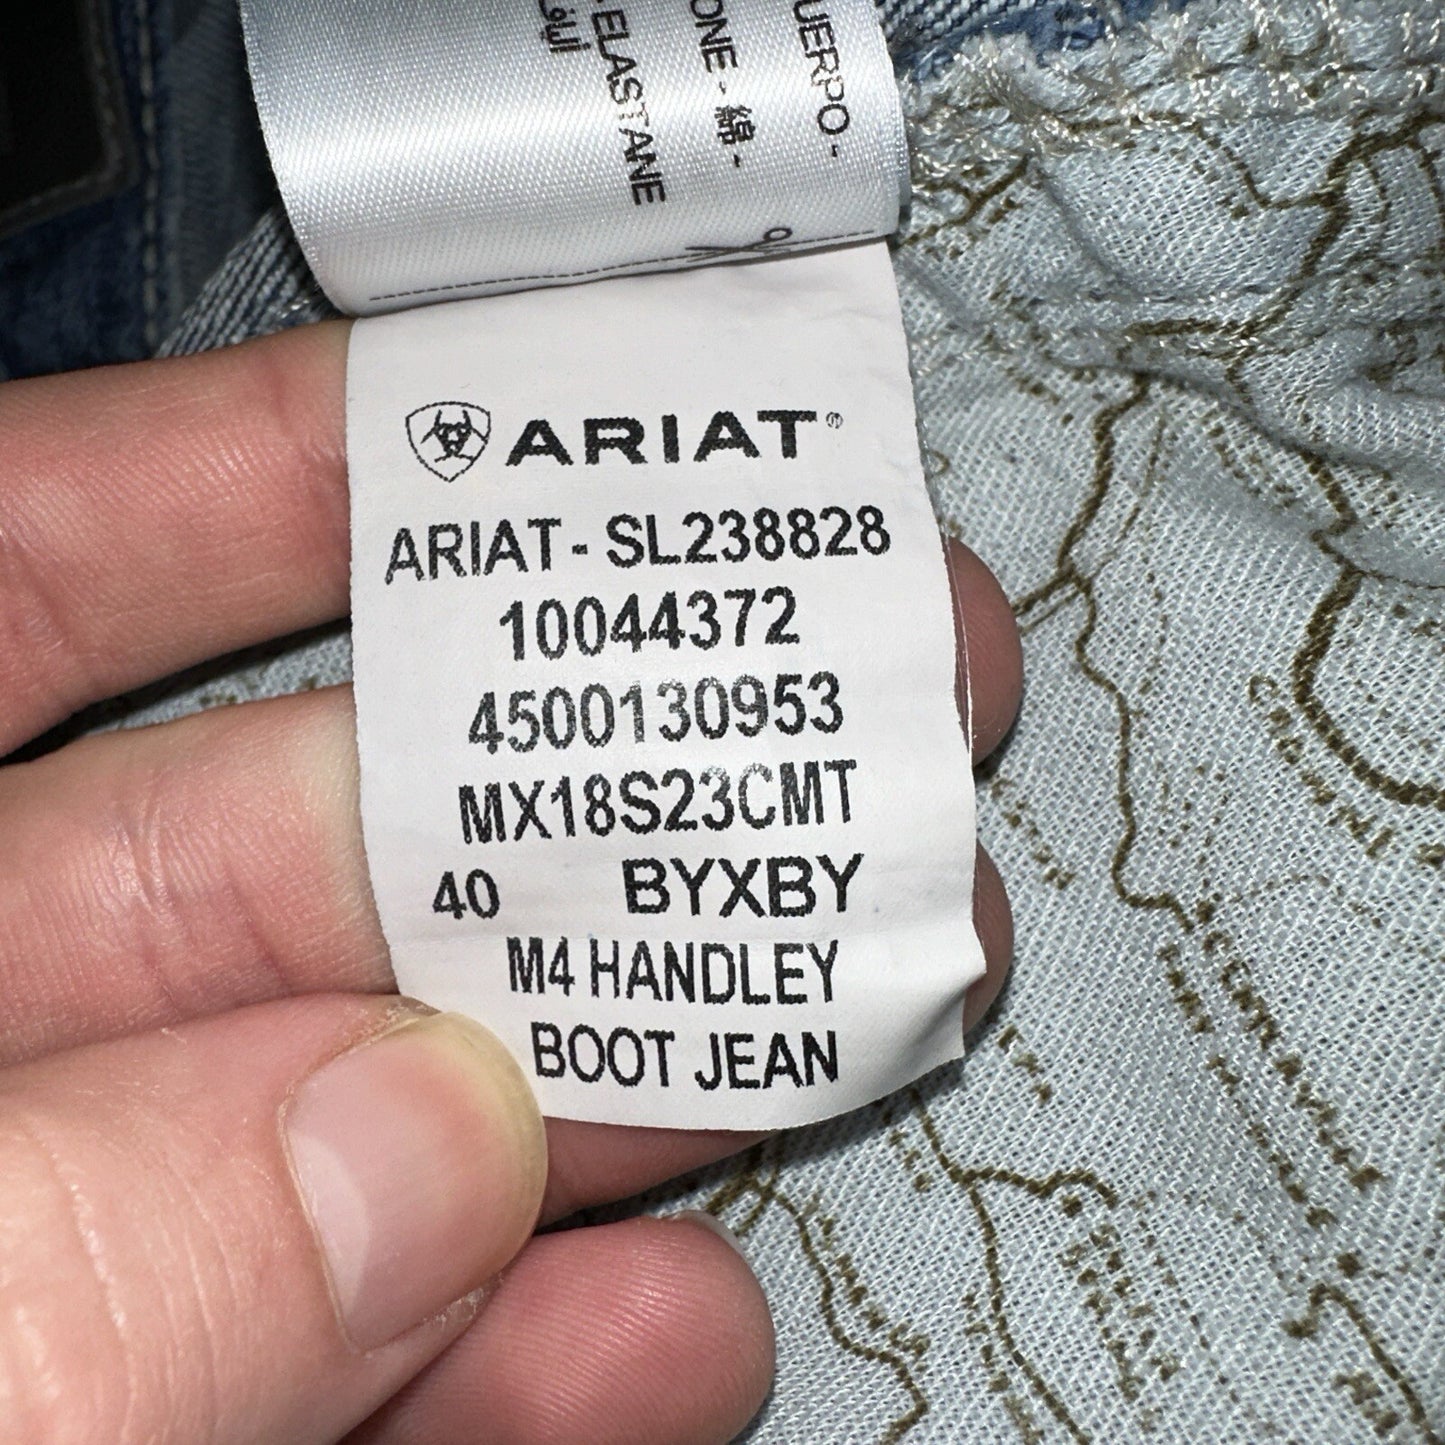 UERPO -
ONE - 綿 -
ELASTANE
ARIAT®
ARIAT - SL238828
10044372
4500130953
MX18S23CMT
40 BYXBY
M4 HANDLEY
BOOT JEAN